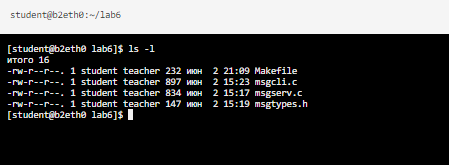 student@b2eth0:~/lab6
[student@b2eth0 lab6]$ ls -l
итого 16
-rw-r--r--. 1 student teacher 232 июн  2 21:09 Makefile
-rw-r--r--. 1 student teacher 897 июн  2 15:23 msgcli.c
-rw-r--r--. 1 student teacher 834 июн  2 15:17 msgserv.c
-rw-r--r--. 1 student teacher 147 июн  2 15:19 msgtypes.h
[student@b2eth0 lab6]$